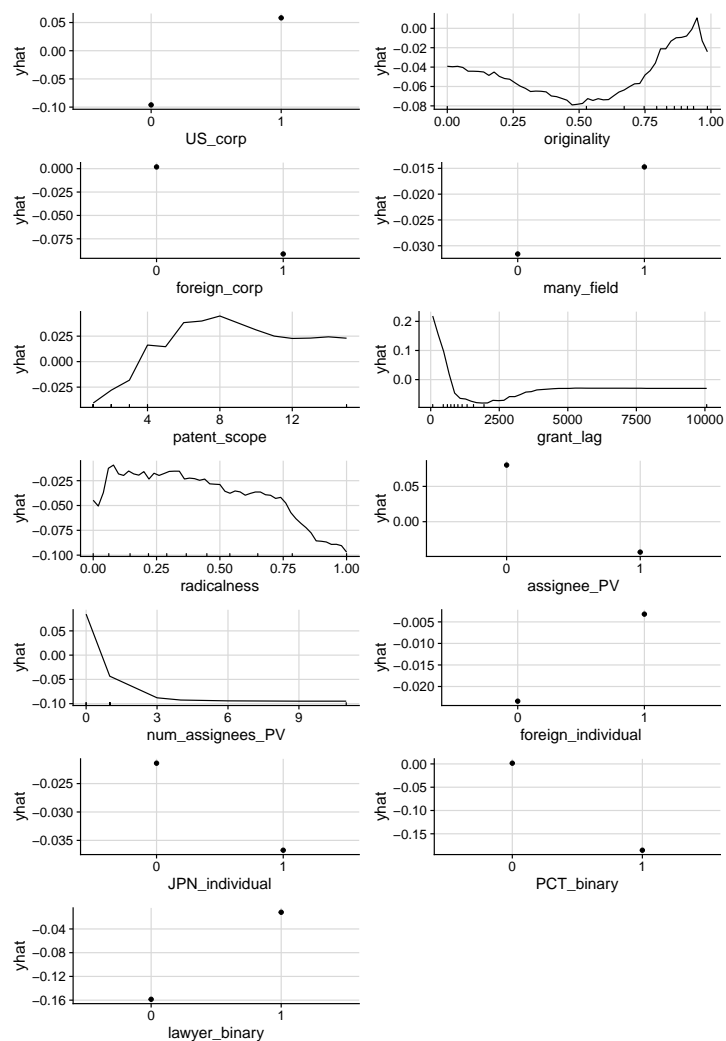 yhat
0.05
0.00
−0.05
−0.10
0 1
US_corp
yhat
0.00
−0.02
−0.04
−0.06
−0.08
0.00 0.25 0.50 0.75 1.00
originality
yhat
0.000
−0.025
−0.050
−0.075
0 1
foreign_corp
yhat
−0.015
−0.020
−0.025
−0.030
0 1
many_field
yhat
0.025
0.000
−0.025
4 8 12
patent_scope
yhat
0.2
0.1
0.0
0 2500 5000 7500 10000
grant_lag
yhat
−0.025
−0.050
−0.075
−0.100
0.00 0.25 0.50 0.75 1.00
radicalness
yhat
0.05
0.00
0 1
assignee_PV
yhat
0.05
0.00
−0.05
−0.10
0 3 6 9
num_assignees_PV
yhat
−0.005
−0.010
−0.015
−0.020
0 1
foreign_individual
yhat
−0.025
−0.030
−0.035
0 1
JPN_individual
yhat
0.00
−0.05
−0.10
−0.15
0 1
PCT_binary
yhat
−0.04
−0.08
−0.12
−0.16
0 1
lawyer_binary